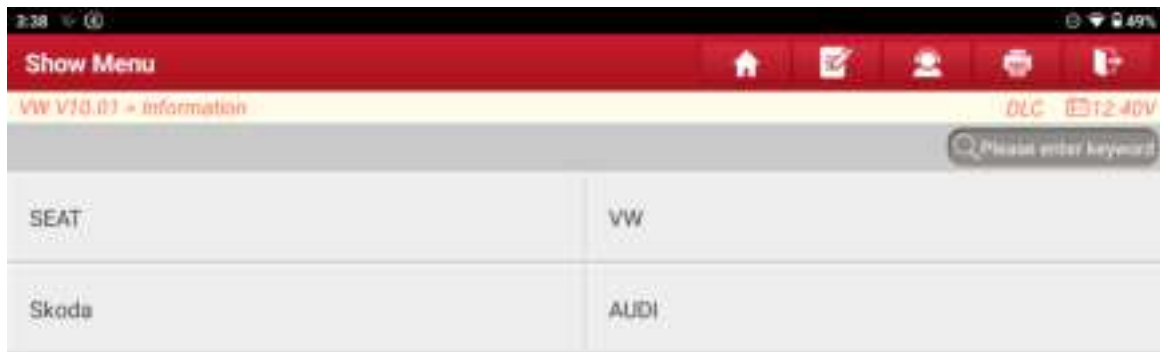 3:38 49%
Show Menu
VW V10.01 > Information DLC 12.40V
Please enter keyword
SEAT VW
Skoda AUDI